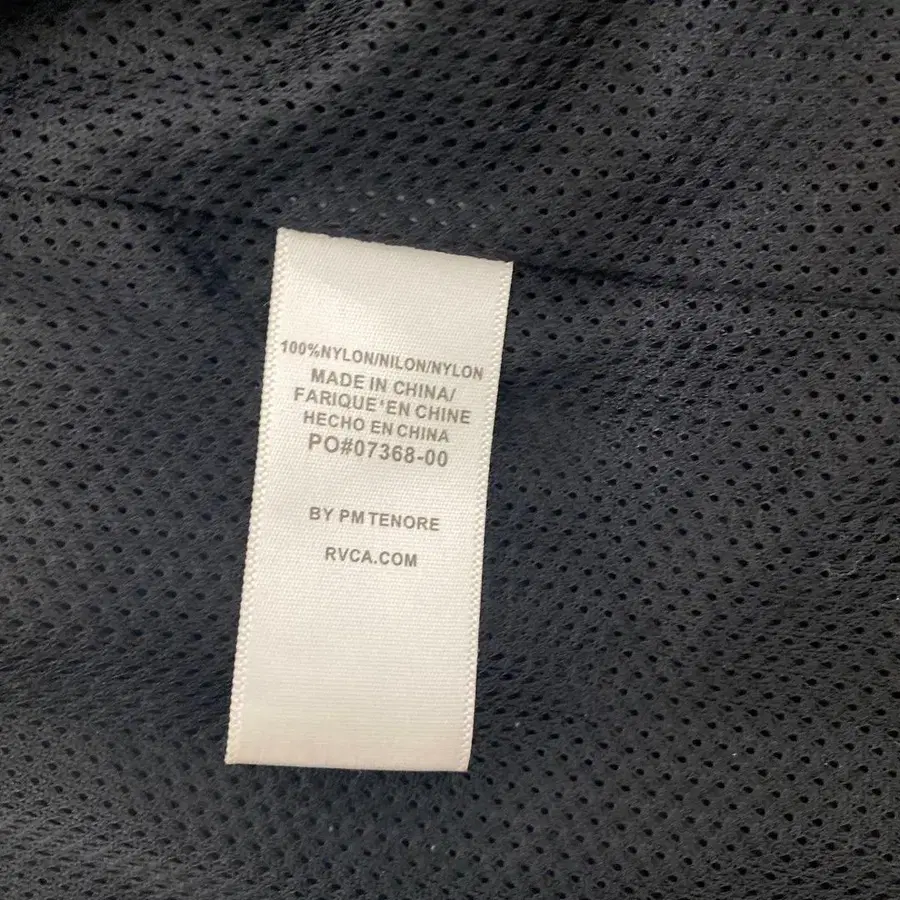 100%NYLON/NILON/NYLON
MADE IN CHINA/
FARIQUE'EN CHINE
HECHO EN CHINA
PO#07368-00
BY PM TENORE
RVCA.COM